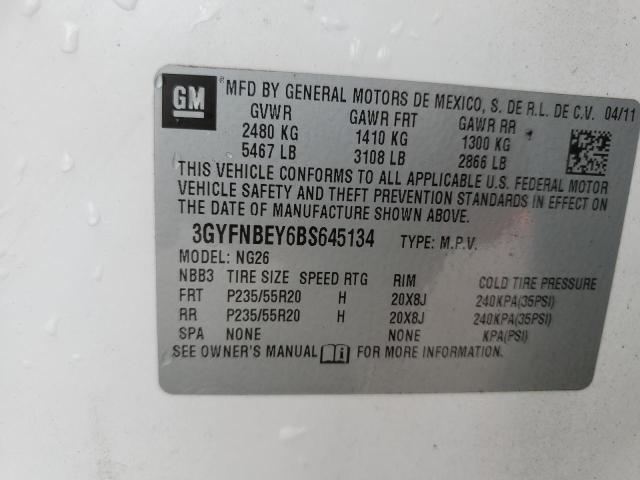 GM ® MFD BY GENERAL MOTORS DE MEXICO, S. DE R.L. DE C.V. 04/11
GVWR GAWR FRT GAWR RR
2480 KG 1410 KG 1300 KG
5467 LB 3108 LB 2866 LB
THIS VEHICLE CONFORMS TO ALL APPLICABLE U.S. FEDERAL MOTOR
VEHICLE SAFETY AND THEFT PREVENTION STANDARDS IN EFFECT ON
THE DATE OF MANUFACTURE SHOWN ABOVE.
3GYFNBEY6BS645134 TYPE: M.P.V.
MODEL: NG26
NBB3 TIRE SIZE SPEED RTG RIM COLD TIRE PRESSURE
FRT P235/55R20 H 20X8J 240KPA(35PSI)
RR P235/55R20 H 20X8J 240KPA(35PSI)
SPA NONE NONE KPA(PSI)
SEE OWNER'S MANUAL FOR MORE INFORMATION.